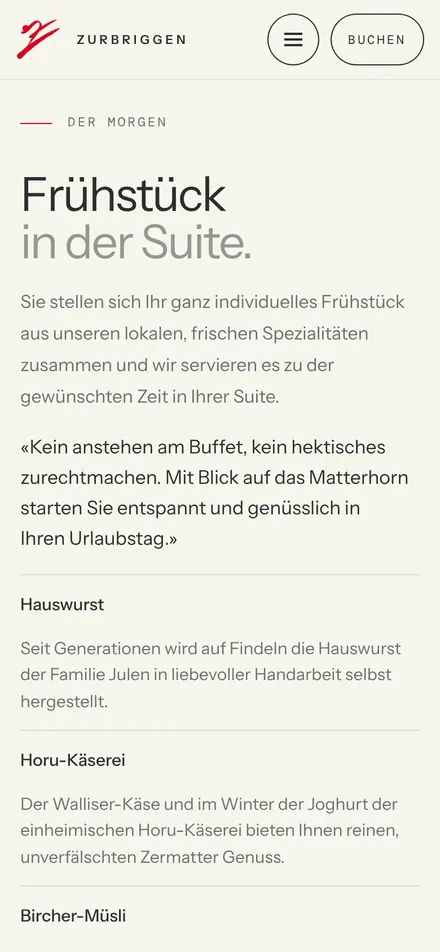 ZURBRIGGEN
BUCHEN
DER MORGEN
Frühstück
in der Suite.
Sie stellen sich Ihr ganz individuelles Frühstück
aus unseren lokalen, frischen Spezialitäten
zusammen und wir servieren es zu der
gewünschten Zeit in Ihrer Suite.
«Kein anstehen am Buffet, kein hektisches
zurechtmachen. Mit Blick auf das Matterhorn
starten Sie entspannt und genüsslich in
Ihren Urlaubstag.»
Hauswurst
Seit Generationen wird auf Findeln die Hauswurst
der Familie Julen in liebevoller Handarbeit selbst
hergestellt.
Horu-Käserei
Der Walliser-Käse und im Winter der Joghurt der
einheimischen Horu-Käserei bieten Ihnen reinen,
unverfälschten Zermatter Genuss.
Bircher-Müsli